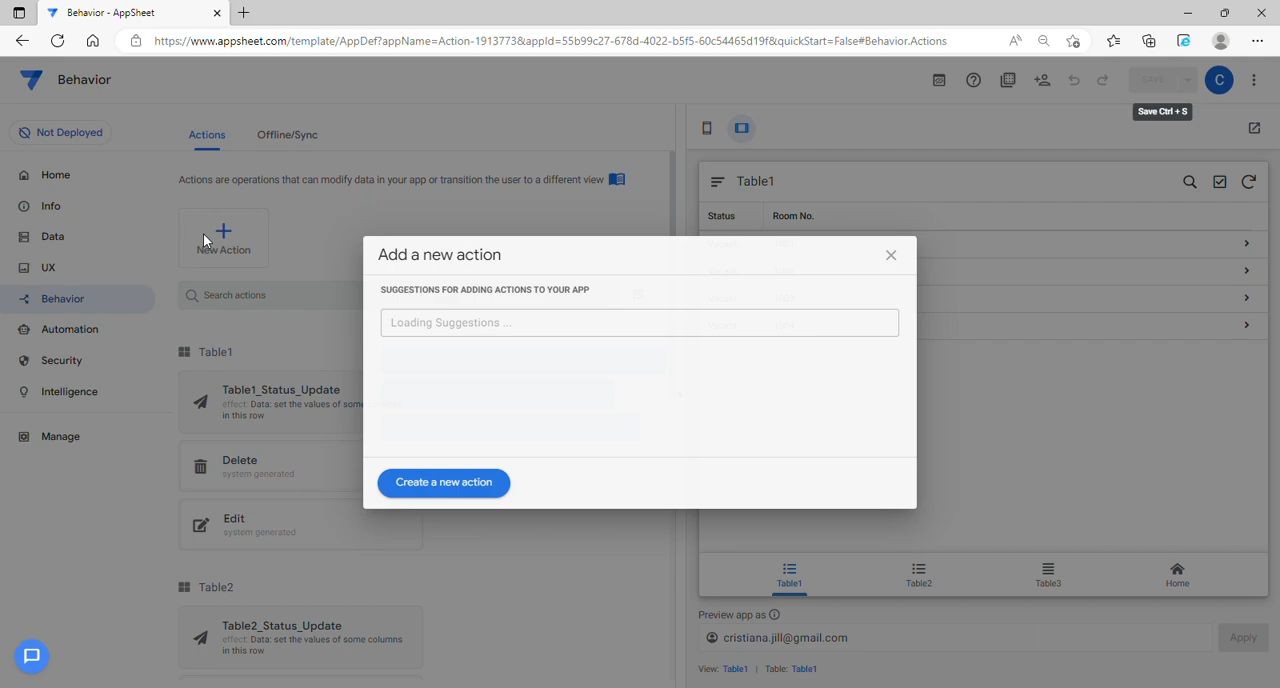 Behavior - AppSheet
https://www.appsheet.com/template/AppDef?appName=Action-1913773&appId=55b99c27-678d-4022-b5f5-60c54465d19f&quickStart=False#Behavior.Actions
Behavior
SAVE
C
Save Ctrl + S
Not Deployed
Home
Info
Data
UX
Behavior
Automation
Security
Intelligence
Manage
Actions
Offline/Sync
Actions are operations that can modify data in your app or transition the user to a different view
New Action
Search actions
Table1
Table1_Status_Update
effect: Data: set the values of some
in this row
Delete
system generated
Edit
system generated
Table2
Table2_Status_Update
effect: Data: set the values of some columns
in this row
Add a new action
SUGGESTIONS FOR ADDING ACTIONS TO YOUR APP
Loading Suggestions ...
Create a new action
Table1
Status
Room No.
Table1
Table2
Table3
Home
Preview app as
cristiana.jill@gmail.com
Apply
View: Table1 | Table: Table1